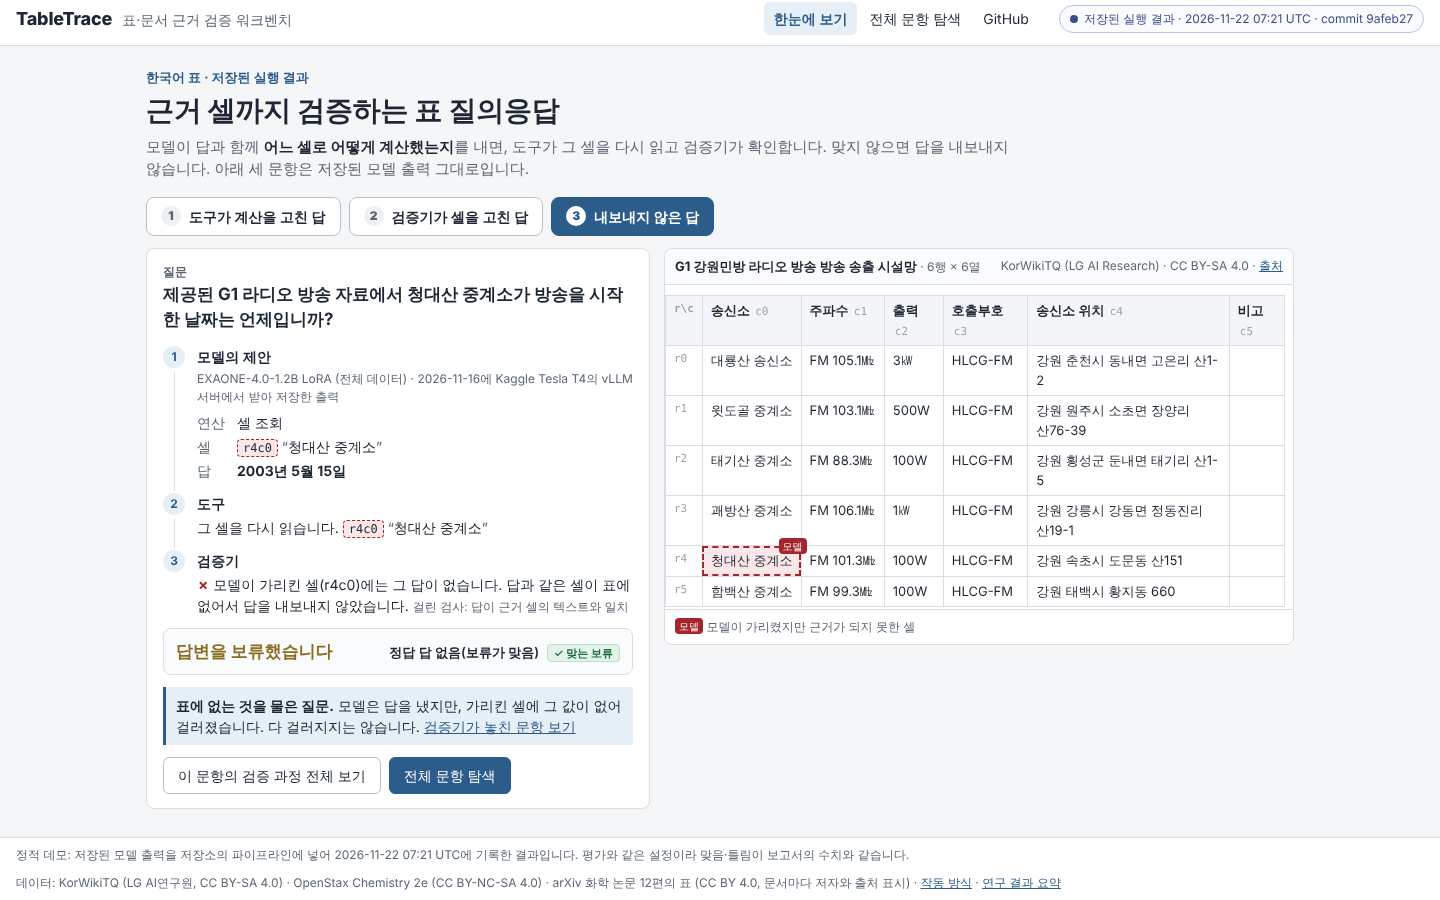 TableTrace 표·문서 근거 검증 워크벤치
한눈에 보기 전체 문항 탐색 GitHub 저장된 실행 결과 · 2026-11-22 07:21 UTC · commit 9afeb27
한국어 표 · 저장된 실행 결과
근거 셀까지 검증하는 표 질의응답
모델이 답과 함께 어느 셀로 어떻게 계산했는지를 내면, 도구가 그 셀을 다시 읽고 검증기가 확인합니다. 맞지 않으면 답을 내보내지
않습니다. 아래 세 문항은 저장된 모델 출력 그대로입니다.
1 도구가 계산을 고친 답 2 검증기가 셀을 고친 답 3 내보내지 않은 답
질문
제공된 G1 라디오 방송 자료에서 청대산 중계소가 방송을 시작
한 날짜는 언제입니까?
1 모델의 제안
EXAONE-4.0-1.2B LoRA (전체 데이터) · 2026-11-16에 Kaggle Tesla T4의 vLLM
서버에서 받아 저장한 출력
연산 셀 조회
셀 r4c0 “청대산 중계소”
답 2003년 5월 15일
2 도구
그 셀을 다시 읽습니다. r4c0 “청대산 중계소”
3 검증기
× 모델이 가리킨 셀(r4c0)에는 그 답이 없습니다. 답과 같은 셀이 표에
없어서 답을 내보내지 않았습니다. 걸린 검사: 답이 근거 셀의 텍스트와 일치
답변을 보류했습니다 정답 답 없음(보류가 맞음) ✓ 맞는 보류
표에 없는 것을 물은 질문. 모델은 답을 냈지만, 가리킨 셀에 그 값이 없어
걸러졌습니다. 다 걸러지지는 않습니다. 검증기가 놓친 문항 보기
이 문항의 검증 과정 전체 보기 전체 문항 탐색
G1 강원민방 라디오 방송 방송 송출 시설망 · 6행 × 6열 KorWikiTQ (LG AI Research) · CC BY-SA 4.0 · 출처
r\c 송신소 c0 주파수 c1 출력 호출부호 송신소 위치 c4 비고
c2 c3 c5
r0 대룡산 송신소 FM 105.1㎒ 3㎾ HLCG-FM 강원 춘천시 동내면 고은리 산1-
2
r1 윗도골 중계소 FM 103.1㎒ 500W HLCG-FM 강원 원주시 소초면 장양리
산76-39
r2 태기산 중계소 FM 88.3㎒ 100W HLCG-FM 강원 횡성군 둔내면 태기리 산1-
5
r3 괘방산 중계소 FM 106.1㎒ 1㎾ HLCG-FM 강원 강릉시 강동면 정동진리
산19-1
모델
r4 청대산 중계소 FM 101.3㎒ 100W HLCG-FM 강원 속초시 도문동 산151
r5 함백산 중계소 FM 99.3㎒ 100W HLCG-FM 강원 태백시 황지동 660
모델 모델이 가리켰지만 근거가 되지 못한 셀
정적 데모: 저장된 모델 출력을 저장소의 파이프라인에 넣어 2026-11-22 07:21 UTC에 기록한 결과입니다. 평가와 같은 설정이라 맞음·틀림이 보고서의 수치와 같습니다.
데이터: KorWikiTQ (LG AI연구원, CC BY-SA 4.0) · OpenStax Chemistry 2e (CC BY-NC-SA 4.0) · arXiv 화학 논문 12편의 표 (CC BY 4.0, 문서마다 저자와 출처 표시) · 작동 방식 · 연구 결과 요약